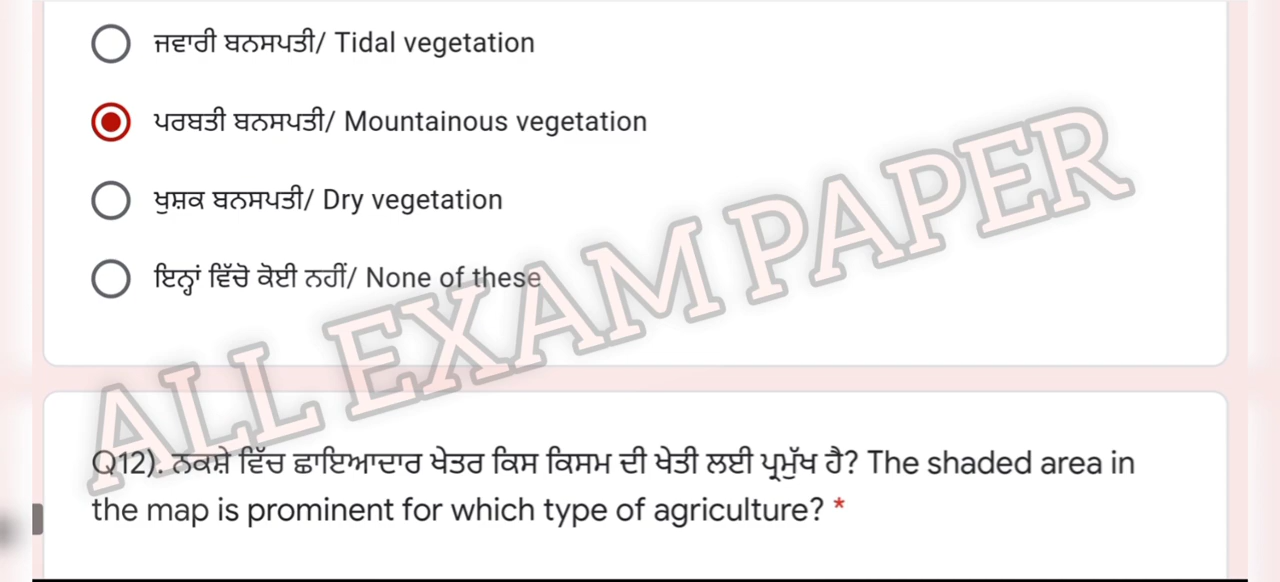 ਜਵਾਰੀ ਬਨਸਪਤੀ/ Tidal vegetation
ਪਰਬਤੀ ਬਨਸਪਤੀ/ Mountainous vegetation
ਖੁਸ਼ਕ ਬਨਸਪਤੀ/ Dry vegetation
ਇਨ੍ਹਾਂ ਵਿੱਚੋ ਕੋਈ ਨਹੀਂ/ None of these
ALL EXAM PAPER
Q12). ਨਕਸ਼ੇ ਵਿੱਚ ਛਾਇਆਦਾਰ ਖੇਤਰ ਕਿਸ ਕਿਸਮ ਦੀ ਖੇਤੀ ਲਈ ਪ੍ਰਮੁੱਖ ਹੈ? The shaded area in
the map is prominent for which type of agriculture? *